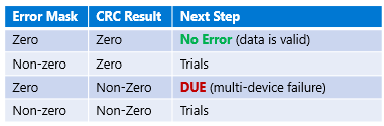 Error Mask CRC Result Next Step
Zero Zero No Error (data is valid)
Non-zero Zero Trials
Zero Non-Zero DUE (multi-device failure)
Non-zero Non-Zero Trials